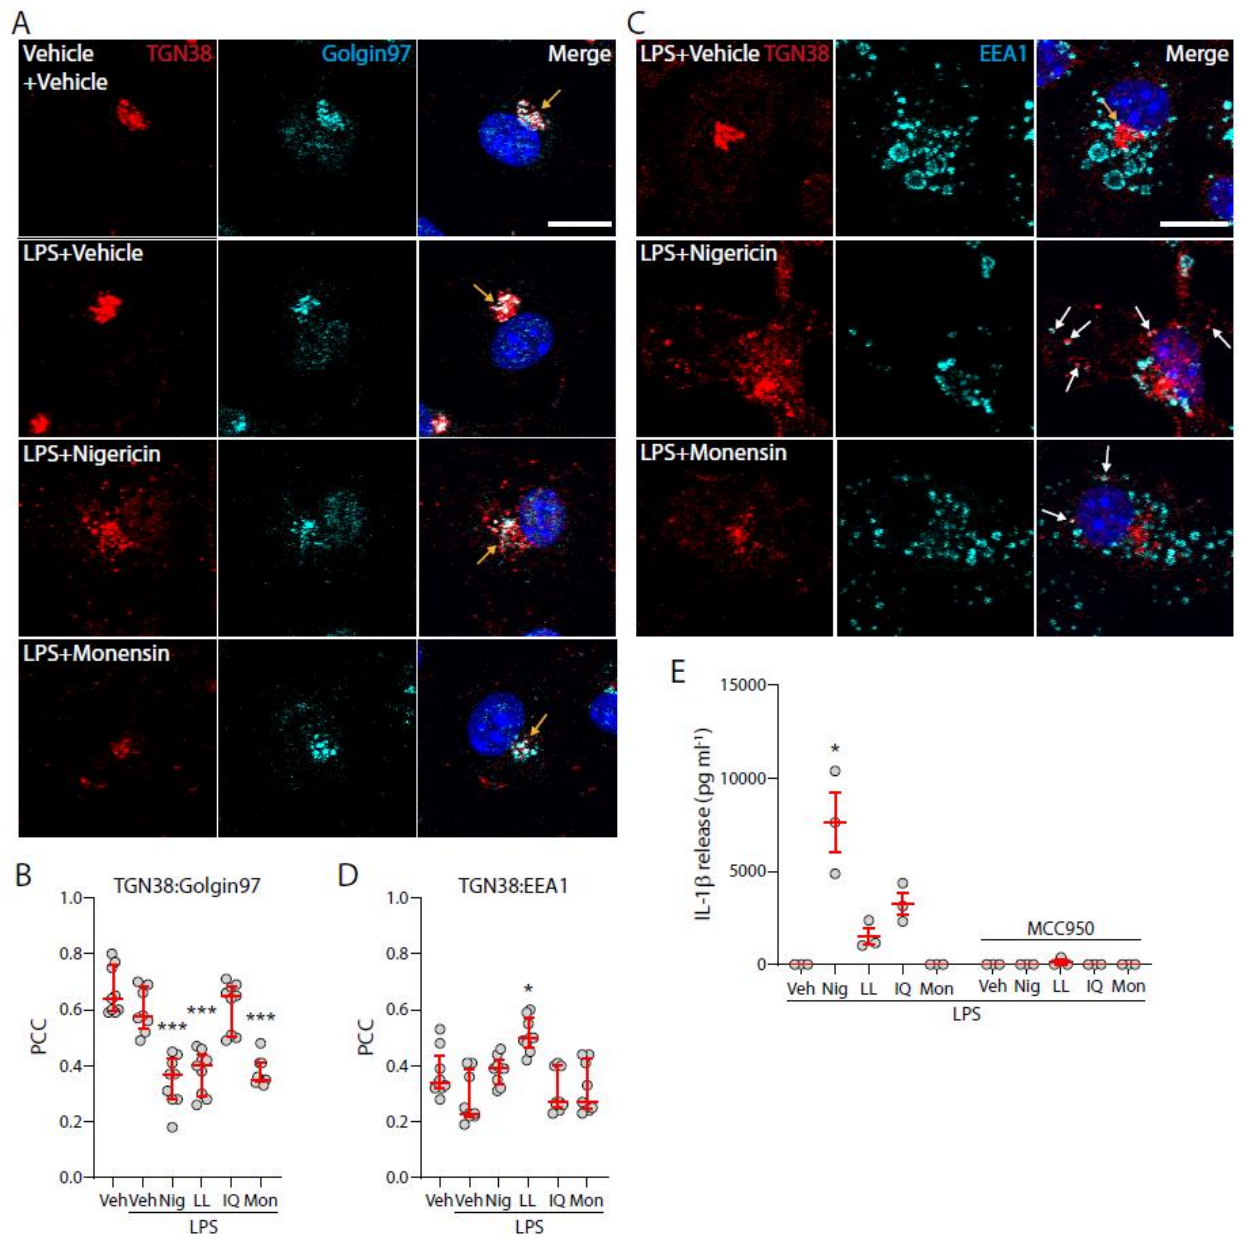 A
C
Vehicle
+Vehicle
TGN38
Golgin97
Merge
LPS+Vehicle TGN38
EEA1
Merge
LPS+Vehicle
LPS+Nigericin
LPS+Nigericin
LPS+Monensin
LPS+Monensin
B
TGN38:Golgin97
1.0
0.8
0.6
0.4
0.2
0.0
PCC
***
***
***
Veh Veh Nig LL IQ Mon
LPS
D
TGN38:EEA1
1.0
0.8
0.6
0.4
0.2
0.0
PCC
*
Veh Veh Nig LL IQ Mon
LPS
E
15000
10000
5000
0
IL-1β release (pg ml⁻¹)
*
MCC950
Veh Nig LL IQ Mon Veh Nig LL IQ Mon
LPS